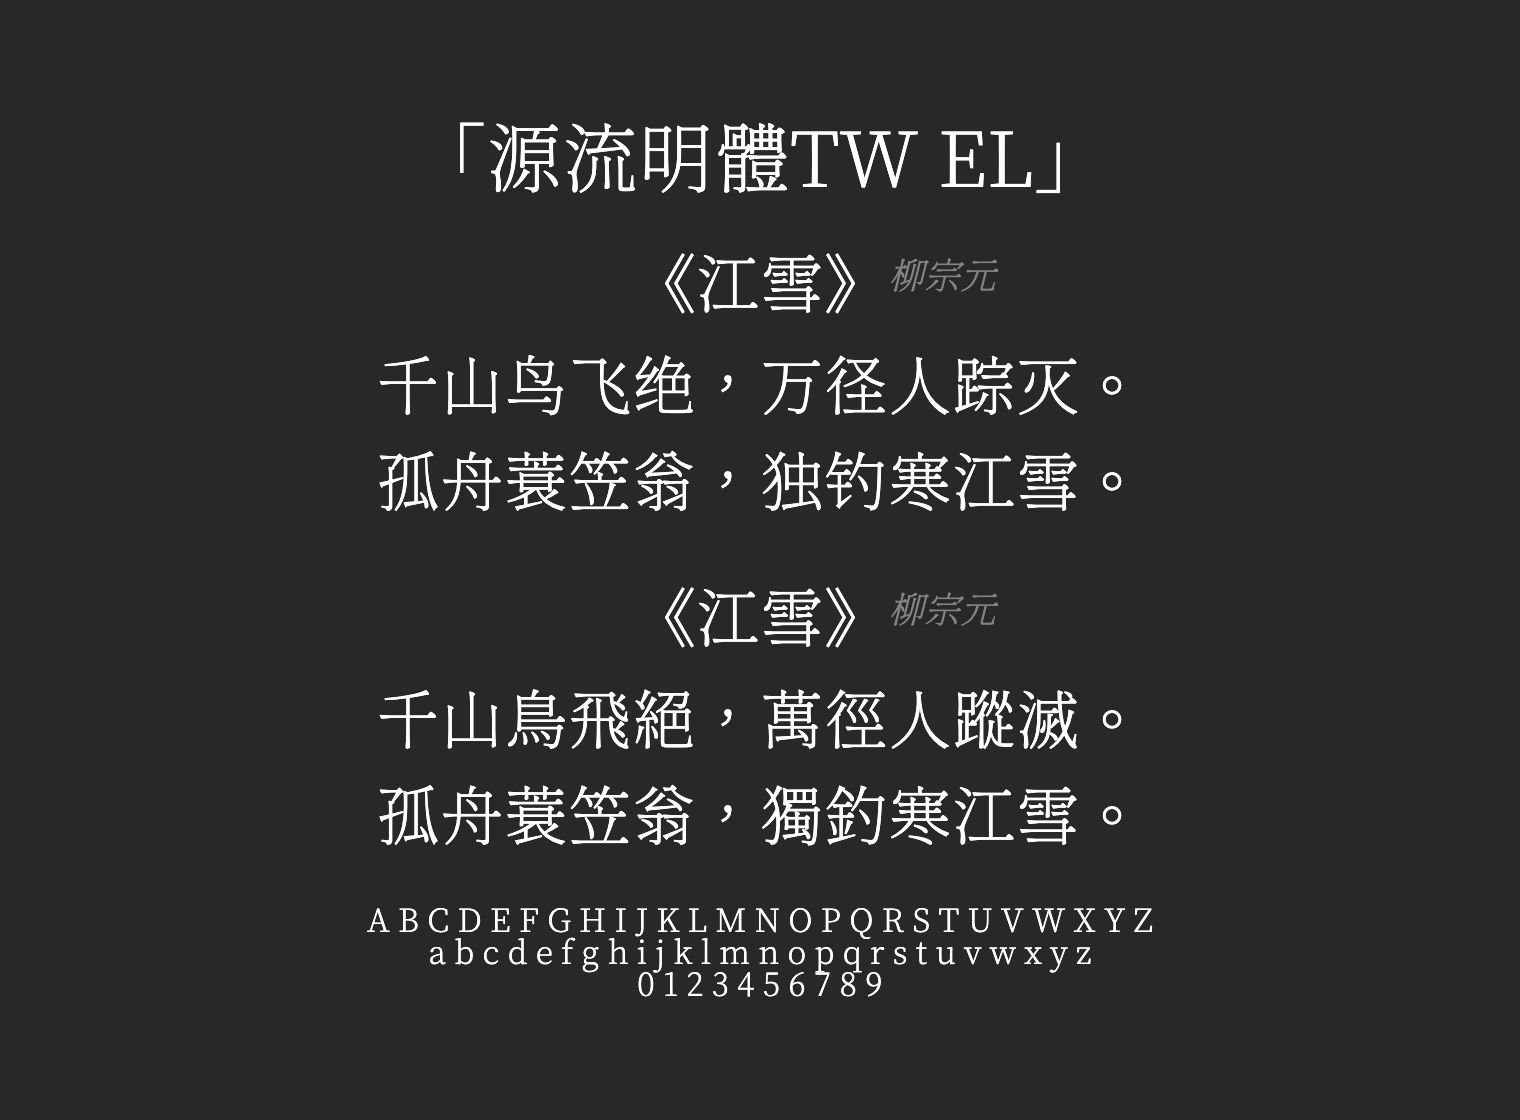 「源流明體TW EL」
《江雪》 柳宗元
千山鸟飞绝，万径人踪灭。
孤舟蓑笠翁，独钓寒江雪。
《江雪》 柳宗元
千山鳥飛絕，萬徑人蹤滅。
孤舟蓑笠翁，獨釣寒江雪。
A B C D E F G H I J K L M N O P Q R S T U V W X Y Z
a b c d e f g h i j k l m n o p q r s t u v w x y z
0 1 2 3 4 5 6 7 8 9